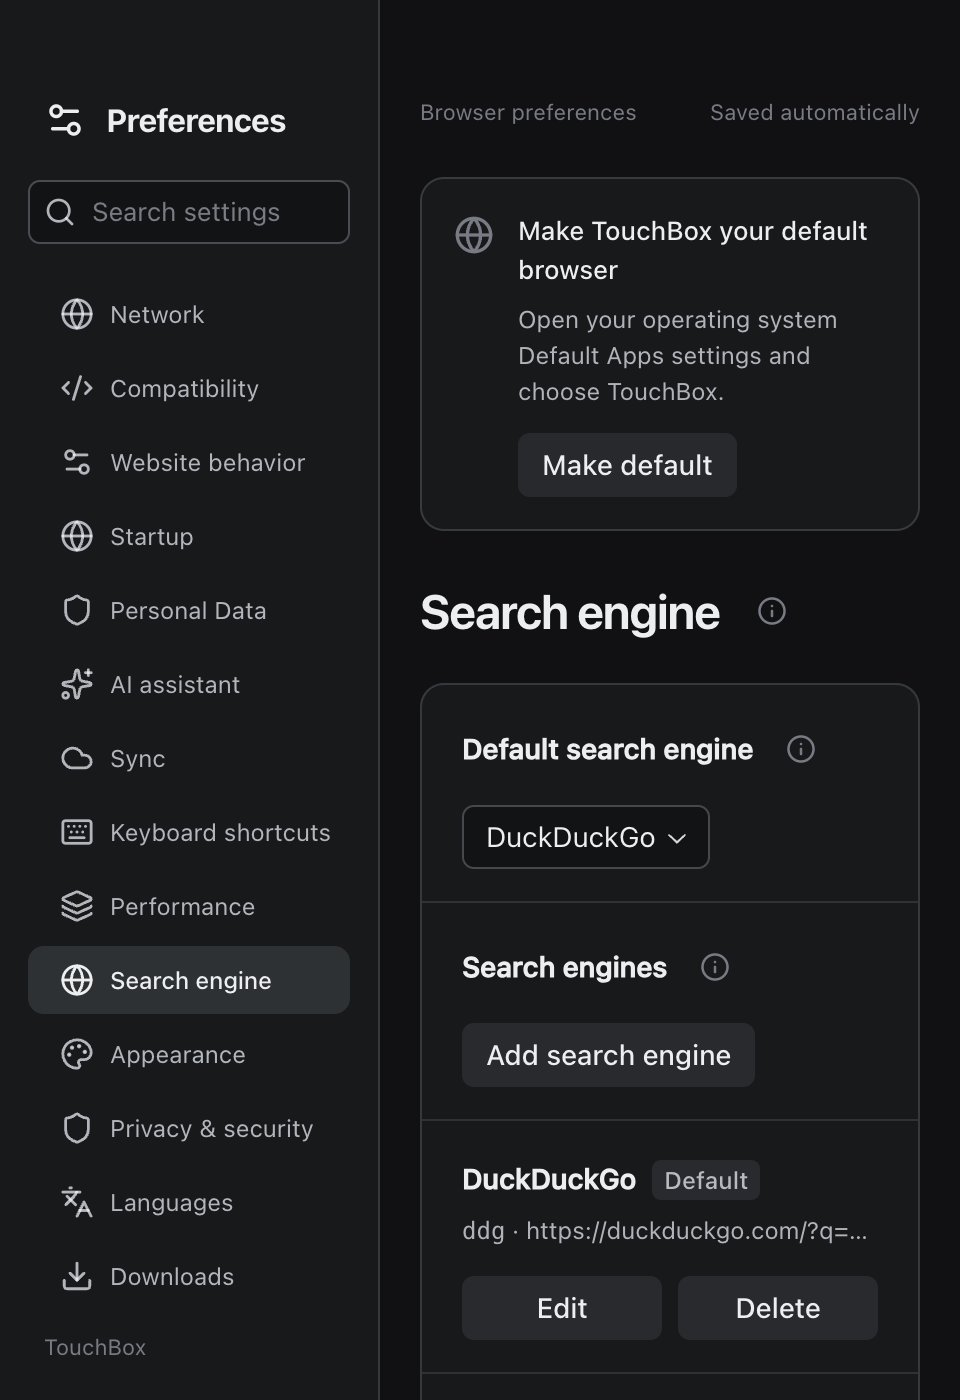 Preferences
Search settings
Network
Compatibility
Website behavior
Startup
Personal Data
AI assistant
Sync
Keyboard shortcuts
Performance
Search engine
Appearance
Privacy & security
Languages
Downloads
TouchBox
Browser preferences
Saved automatically
Make TouchBox your default
browser
Open your operating system
Default Apps settings and
choose TouchBox.
Make default
Search engine
Default search engine
DuckDuckGo
Search engines
Add search engine
DuckDuckGo Default
ddg · https://duckduckgo.com/?q=...
Edit
Delete